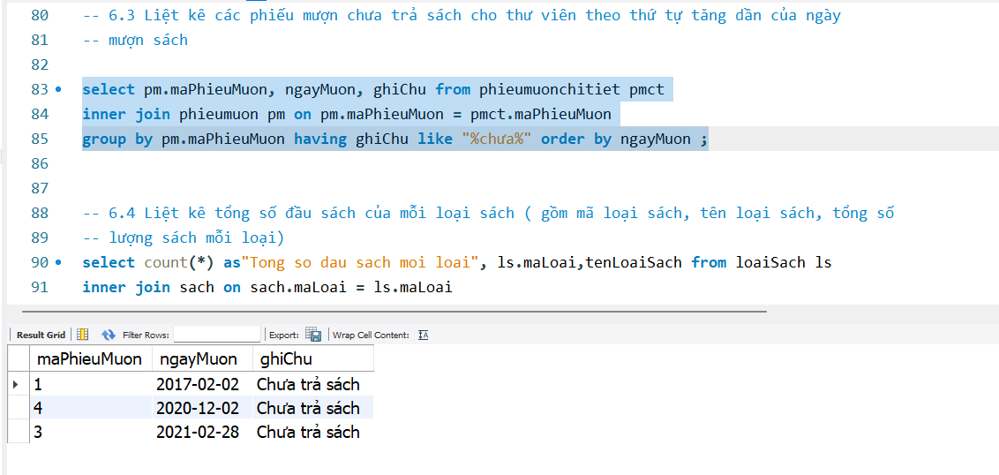 80 -- 6.3 Liệt kê các phiếu mượn chưa trả sách cho thư viên theo thứ tự tăng dần của ngày
81 -- mượn sách
82
83 select pm.maPhieuMuon, ngayMuon, ghiChu from phieumuonchitiet pmct
84 inner join phieumuon pm on pm.maPhieuMuon = pmct.maPhieuMuon
85 group by pm.maPhieuMuon having ghiChu like "%chưa%" order by ngayMuon ;
86
87
88 -- 6.4 Liệt kê tổng số đầu sách của mỗi loại sách ( gồm mã loại sách, tên loại sách, tổng số
89 -- lượng sách mỗi loại)
90 select count(*) as"Tong so dau sach moi loai", ls.maLoai,tenLoaiSach from loaiSach ls
91 inner join sach on sach.maLoai = ls.maLoai
Result Grid Filter Rows: Export: Wrap Cell Content:
maPhieuMuon ngayMuon ghiChu
1 2017-02-02 Chưa trả sách
4 2020-12-02 Chưa trả sách
3 2021-02-28 Chưa trả sách